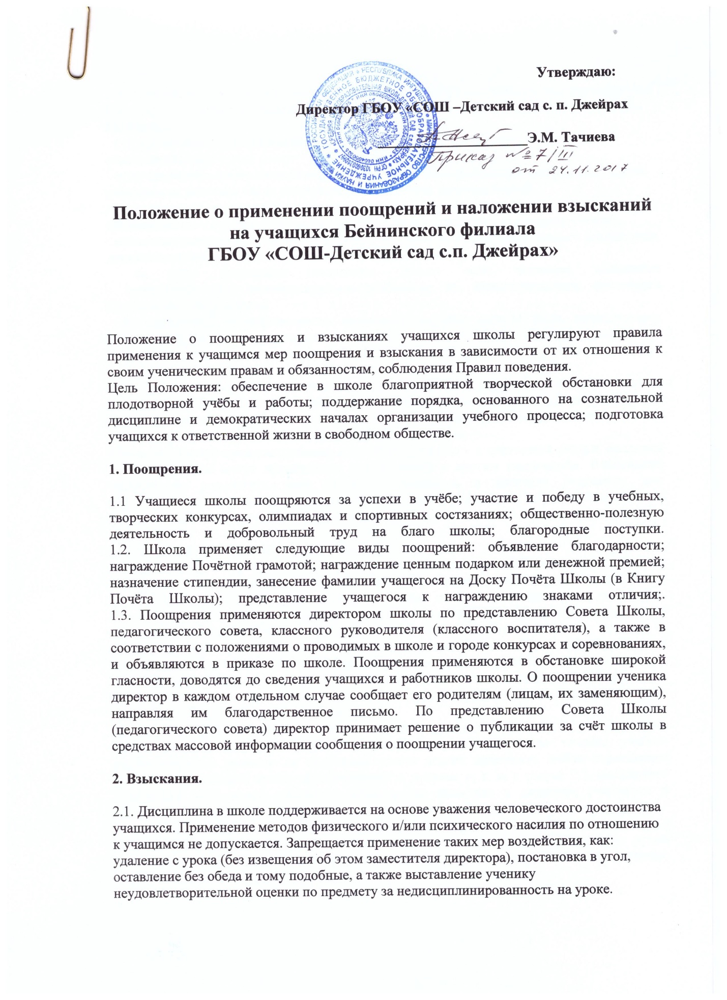 Утверждаю:
Директор ГБОУ «СОШ –Детский сад с. п. Джейрах
Э.М. Тачиева
Приказ №7/III
от 24.11.2017
Положение о применении поощрений и наложении взысканий
на учащихся Бейнинского филиала
ГБОУ «СОШ-Детский сад с.п. Джейрах»
Положение о поощрениях и взысканиях учащихся школы регулируют правила
применения к учащимся мер поощрения и взыскания в зависимости от их отношения к
своим ученическим правам и обязанностям, соблюдения Правил поведения.
Цель Положения: обеспечение в школе благоприятной творческой обстановки для
плодотворной учёбы и работы; поддержание порядка, основанного на сознательной
дисциплине и демократических началах организации учебного процесса; подготовка
учащихся к ответственной жизни в свободном обществе.
1. Поощрения.
1.1 Учащиеся школы поощряются за успехи в учёбе; участие и победу в учебных,
творческих конкурсах, олимпиадах и спортивных состязаниях; общественно-полезную
деятельность и добровольный труд на благо школы; благородные поступки.
1.2. Школа применяет следующие виды поощрений: объявление благодарности;
награждение Почётной грамотой; награждение ценным подарком или денежной премией;
назначение стипендии, занесение фамилии учащегося на Доску Почёта Школы (в Книгу
Почёта Школы); представление учащегося к награждению знаками отличия;.
1.3. Поощрения применяются директором школы по представлению Совета Школы,
педагогического совета, классного руководителя (классного воспитателя), а также в
соответствии с положениями о проводимых в школе и городе конкурсах и соревнованиях,
и объявляются в приказе по школе. Поощрения применяются в обстановке широкой
гласности, доводятся до сведения учащихся и работников школы. О поощрении ученика
директор в каждом отдельном случае сообщает его родителям (лицам, их заменяющим),
направляя им благодарственное письмо. По представлению Совета Школы
(педагогического совета) директор принимает решение о публикации за счёт школы в
средствах массовой информации сообщения о поощрении учащегося.
2. Взыскания.
2.1. Дисциплина в школе поддерживается на основе уважения человеческого достоинства
учащихся. Применение методов физического и/или психического насилия по отношению
к учащимся не допускается. Запрещается применение таких мер воздействия, как:
удаление с урока (без извещения об этом заместителя директора), постановка в угол,
оставление без обеда и тому подобные, а также выставление ученику
неудовлетворительной оценки по предмету за недисциплинированность на уроке.